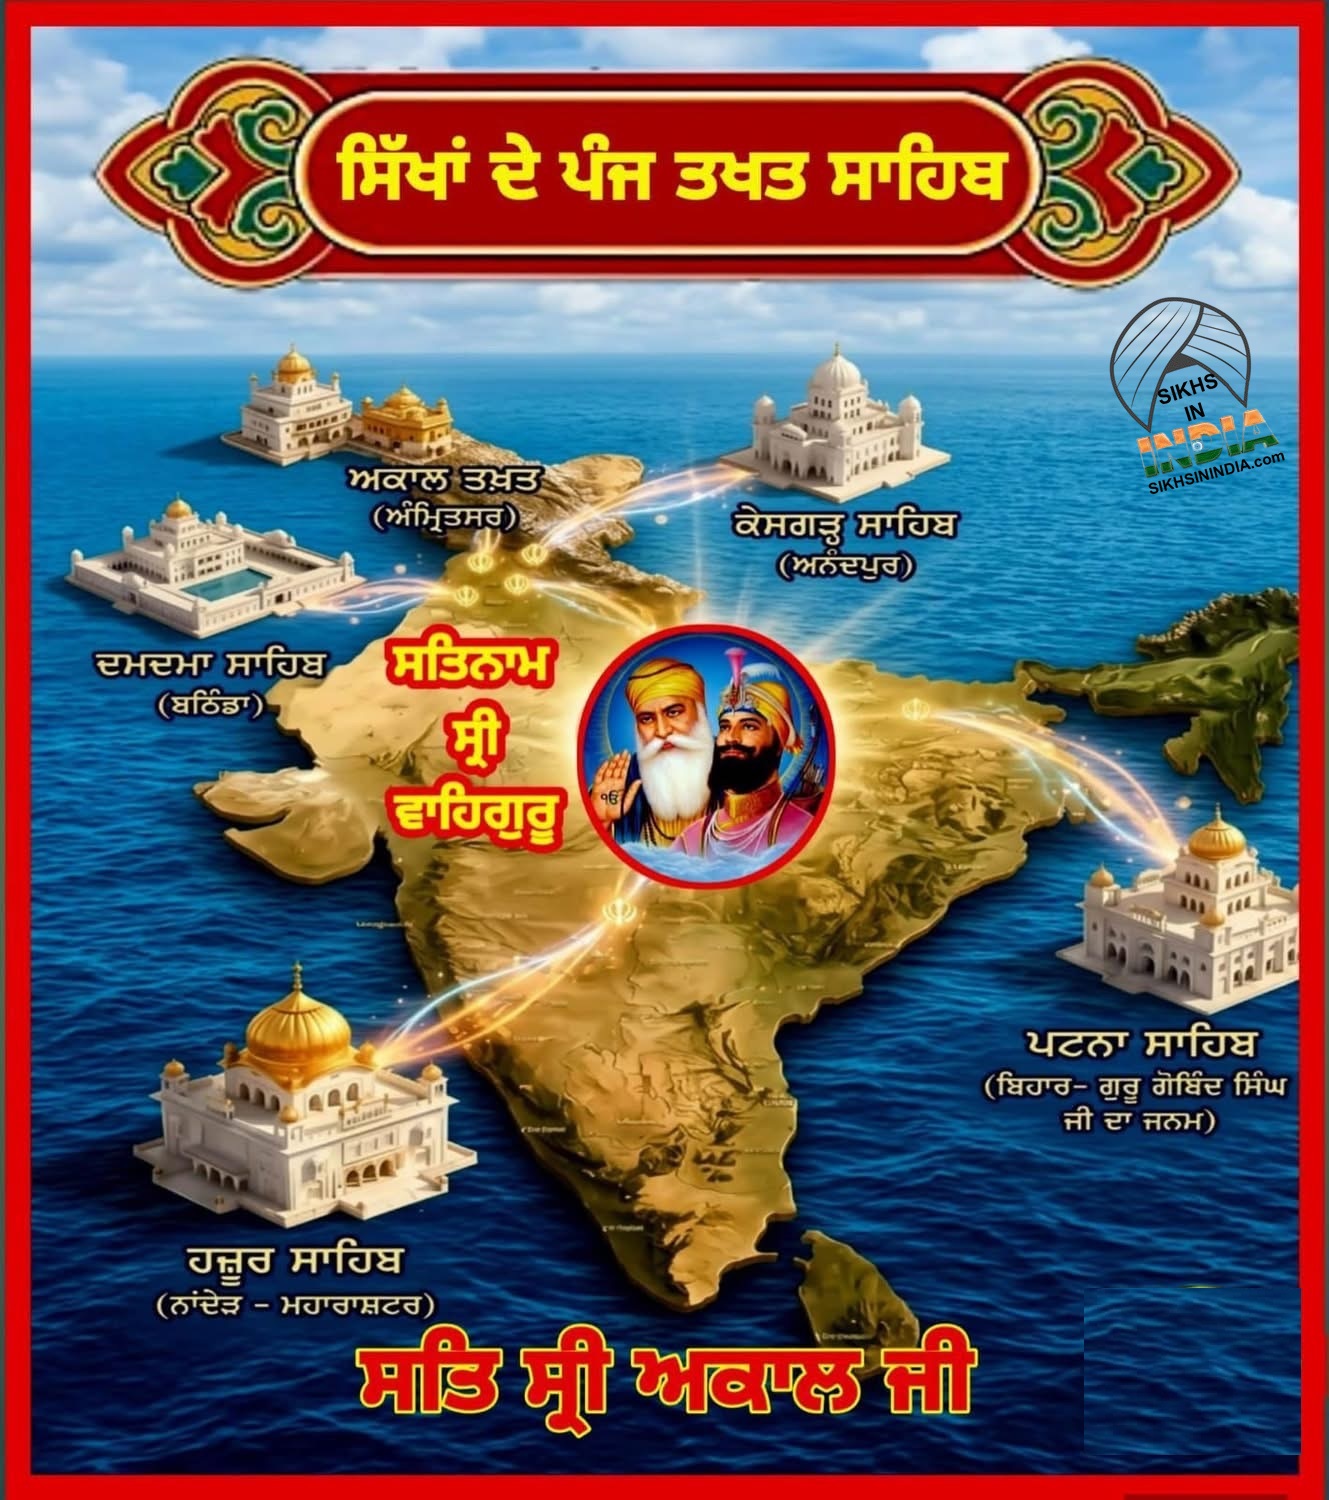 ਸਿੱਖਾਂ ਦੇ ਪੰਜ ਤਖਤ ਸਾਹਿਬ
SIKHS
IN
INDIA
SIKHSININDIA.com
ਅਕਾਲ ਤਖ਼ਤ
(ਅੰਮ੍ਰਿਤਸਰ)
ਕੇਸਗੜ੍ਹ ਸਾਹਿਬ
(ਅਨੰਦਪੁਰ)
ਦਮਦਮਾ ਸਾਹਿਬ
(ਬਠਿੰਡਾ)
ਸਤਿਨਾਮ
ਸ੍ਰੀ
ਵਾਹਿਗੁਰੂ
ੴ
ਪਟਨਾ ਸਾਹਿਬ
(ਬਿਹਾਰ- ਗੁਰੂ ਗੋਬਿੰਦ ਸਿੰਘ
ਜੀ ਦਾ ਜਨਮ)
ਹਜ਼ੂਰ ਸਾਹਿਬ
(ਨਾਂਦੇੜ - ਮਹਾਰਾਸ਼ਟਰ)
ਸਤਿ ਸ੍ਰੀ ਅਕਾਲ ਜੀ